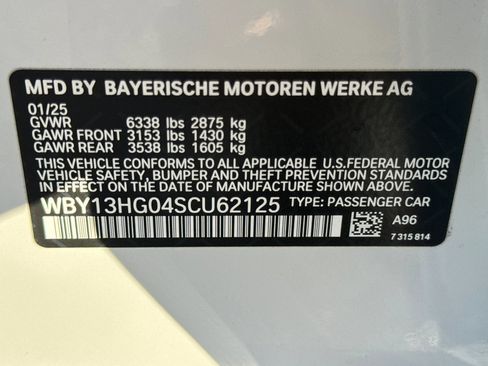 MFD BY BAYERISCHE MOTOREN WERKE AG
01/25
GVWR 6338 lbs 2875 kg
GAWR FRONT 3153 lbs 1430 kg
GAWR REAR 3538 lbs 1605 kg
THIS VEHICLE CONFORMS TO ALL APPLICABLE U.S.FEDERAL MOTOR
VEHICLE SAFETY, BUMPER AND THEFT PREVENTION STANDARDS IN
EFFECT ON THE DATE OF MANUFACTURE SHOWN ABOVE.
WBY13HG04SCU62125 TYPE: PASSENGER CAR
A96
7 315 814